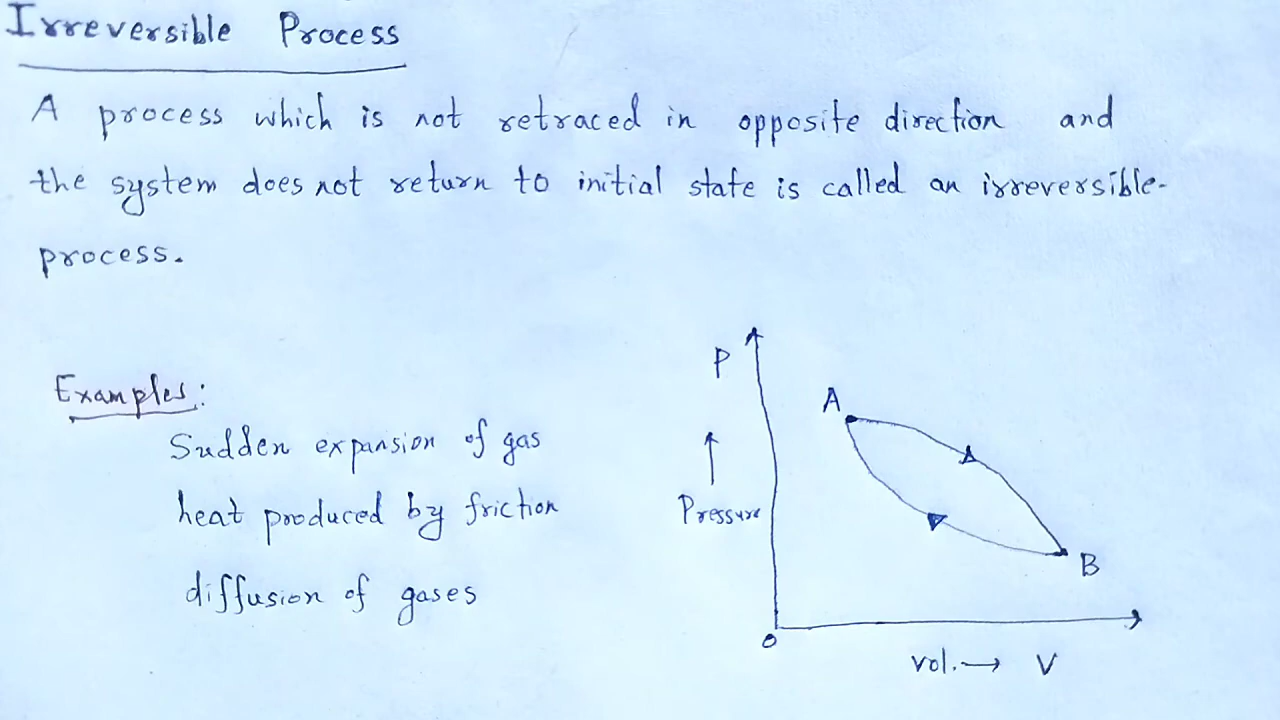 Irreversible Process
A process which is not retraced in opposite direction and
the system does not return to initial state is called an irreversible-
process.
Examples:
Sudden expansion of gas
heat produced by friction
diffusion of gases
P
A
Pressure
B
O
vol.→ V